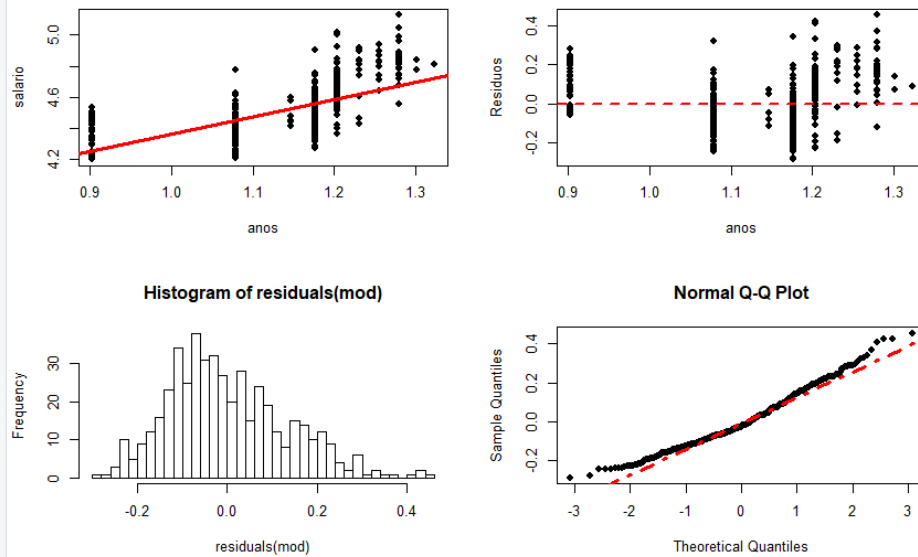 salario
5.0
4.6
4.2
0.9 1.0 1.1 1.2 1.3
anos
Residuos
0.4
0.2
0.0
-0.2
0.9 1.0 1.1 1.2 1.3
anos
Histogram of residuals(mod)
Frequency
30
20
10
0
-0.2 0.0 0.2 0.4
residuals(mod)
Normal Q-Q Plot
Sample Quantiles
0.4
0.2
0.0
-0.2
-3 -2 -1 0 1 2 3
Theoretical Quantiles